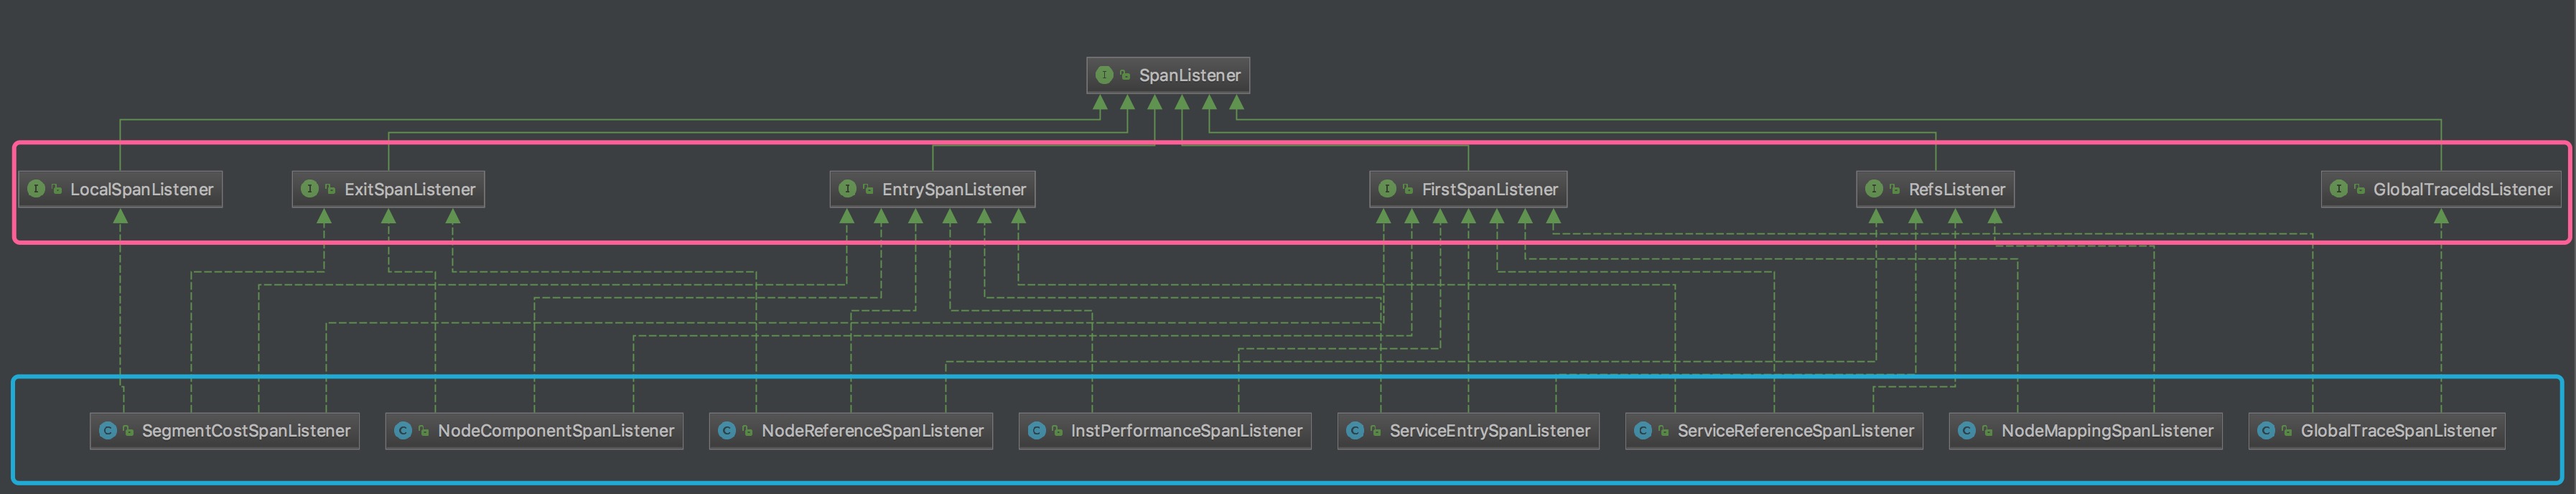 SpanListener
LocalSpanListener
ExitSpanListener
EntrySpanListener
FirstSpanListener
RefsListener
GlobalTraceIdsListener
SegmentCostSpanListener
NodeComponentSpanListener
NodeReferenceSpanListener
InstPerformanceSpanListener
ServiceEntrySpanListener
ServiceReferenceSpanListener
NodeMappingSpanListener
GlobalTraceSpanListener